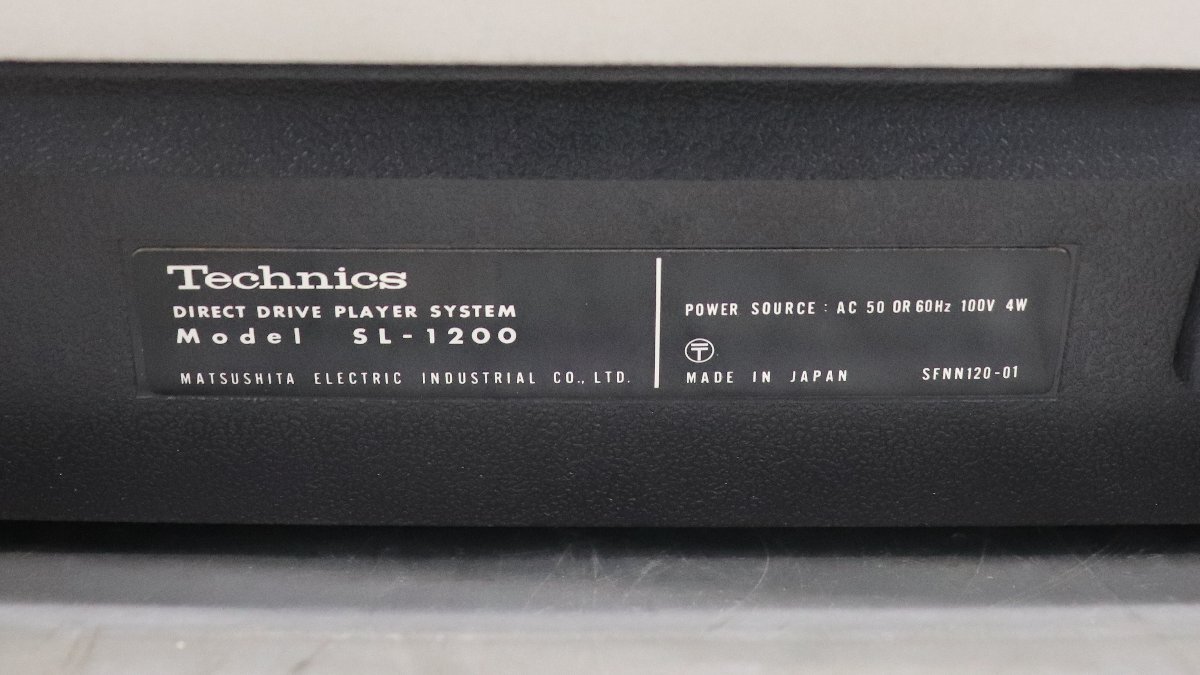 Technics
DIRECT DRIVE PLAYER SYSTEM
Model SL-1200
MATSUSHITA ELECTRIC INDUSTRIAL CO., LTD.
POWER SOURCE : AC 50 OR 60Hz 100V 4W
〒
MADE IN JAPAN SFNN120-01